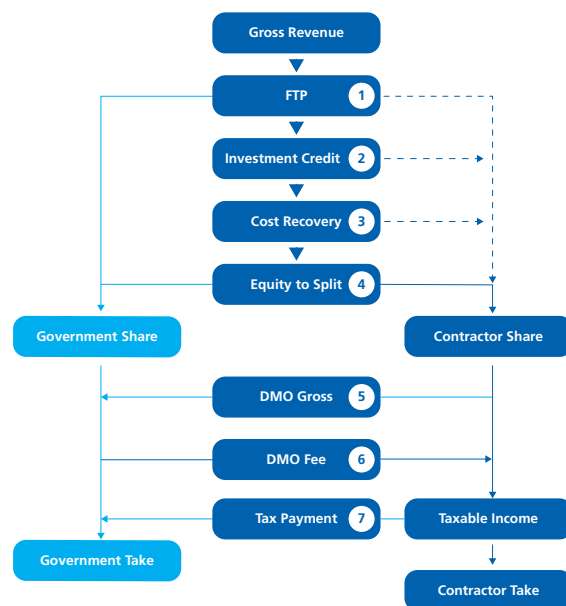 Gross Revenue
FTP 1
Investment Credit 2
Cost Recovery 3
Equity to Split 4
Government Share
Contractor Share
DMO Gross 5
DMO Fee 6
Tax Payment 7
Taxable Income
Government Take
Contractor Take